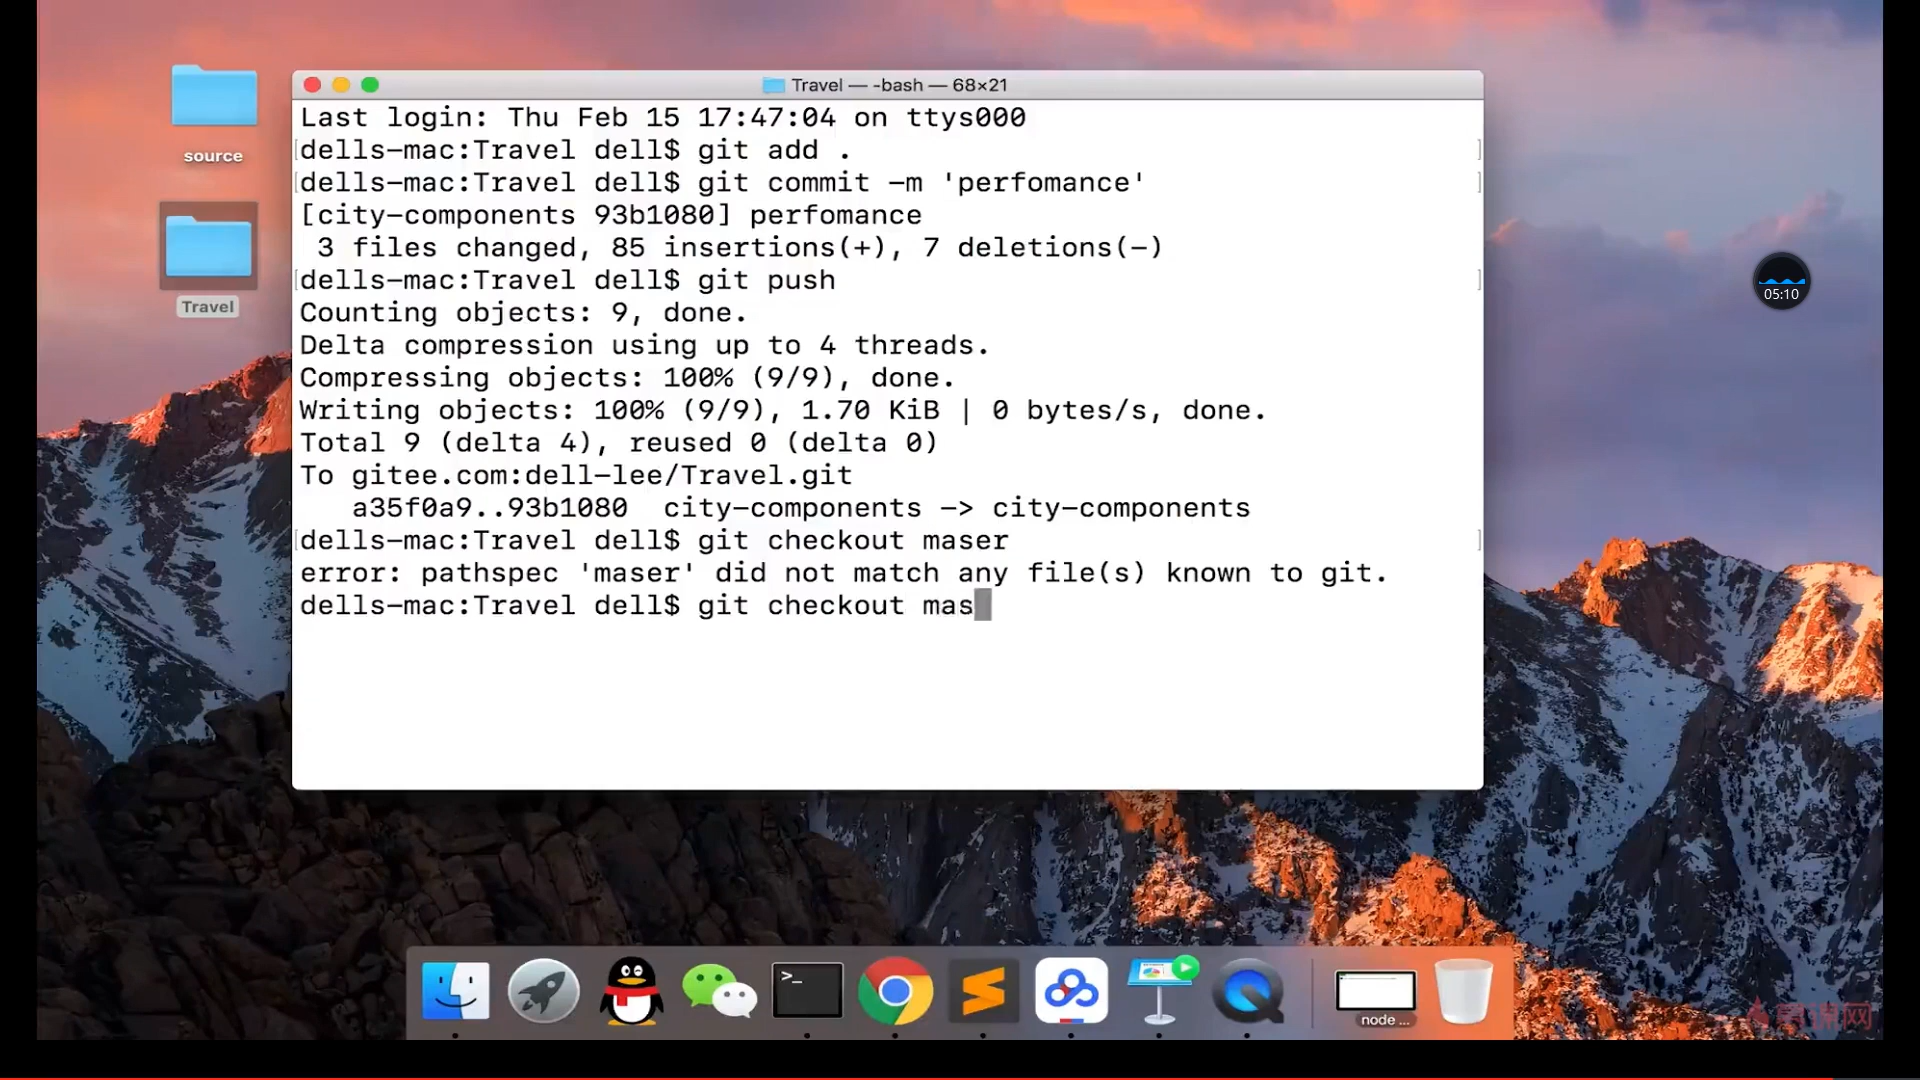 Travel — -bash — 68×21
Last login: Thu Feb 15 17:47:04 on ttys000
dells-mac:Travel dell$ git add .
dells-mac:Travel dell$ git commit -m 'perfomance'
[city-components 93b1080] perfomance
3 files changed, 85 insertions(+), 7 deletions(-)
dells-mac:Travel dell$ git push
Counting objects: 9, done.
Delta compression using up to 4 threads.
Compressing objects: 100% (9/9), done.
Writing objects: 100% (9/9), 1.70 KiB | 0 bytes/s, done.
Total 9 (delta 4), reused 0 (delta 0)
To gitee.com:dell-lee/Travel.git
a35f0a9..93b1080  city-components -> city-components
dells-mac:Travel dell$ git checkout maser
error: pathspec 'maser' did not match any file(s) known to git.
dells-mac:Travel dell$ git checkout mas
source
Travel
05:10
>_
node ...